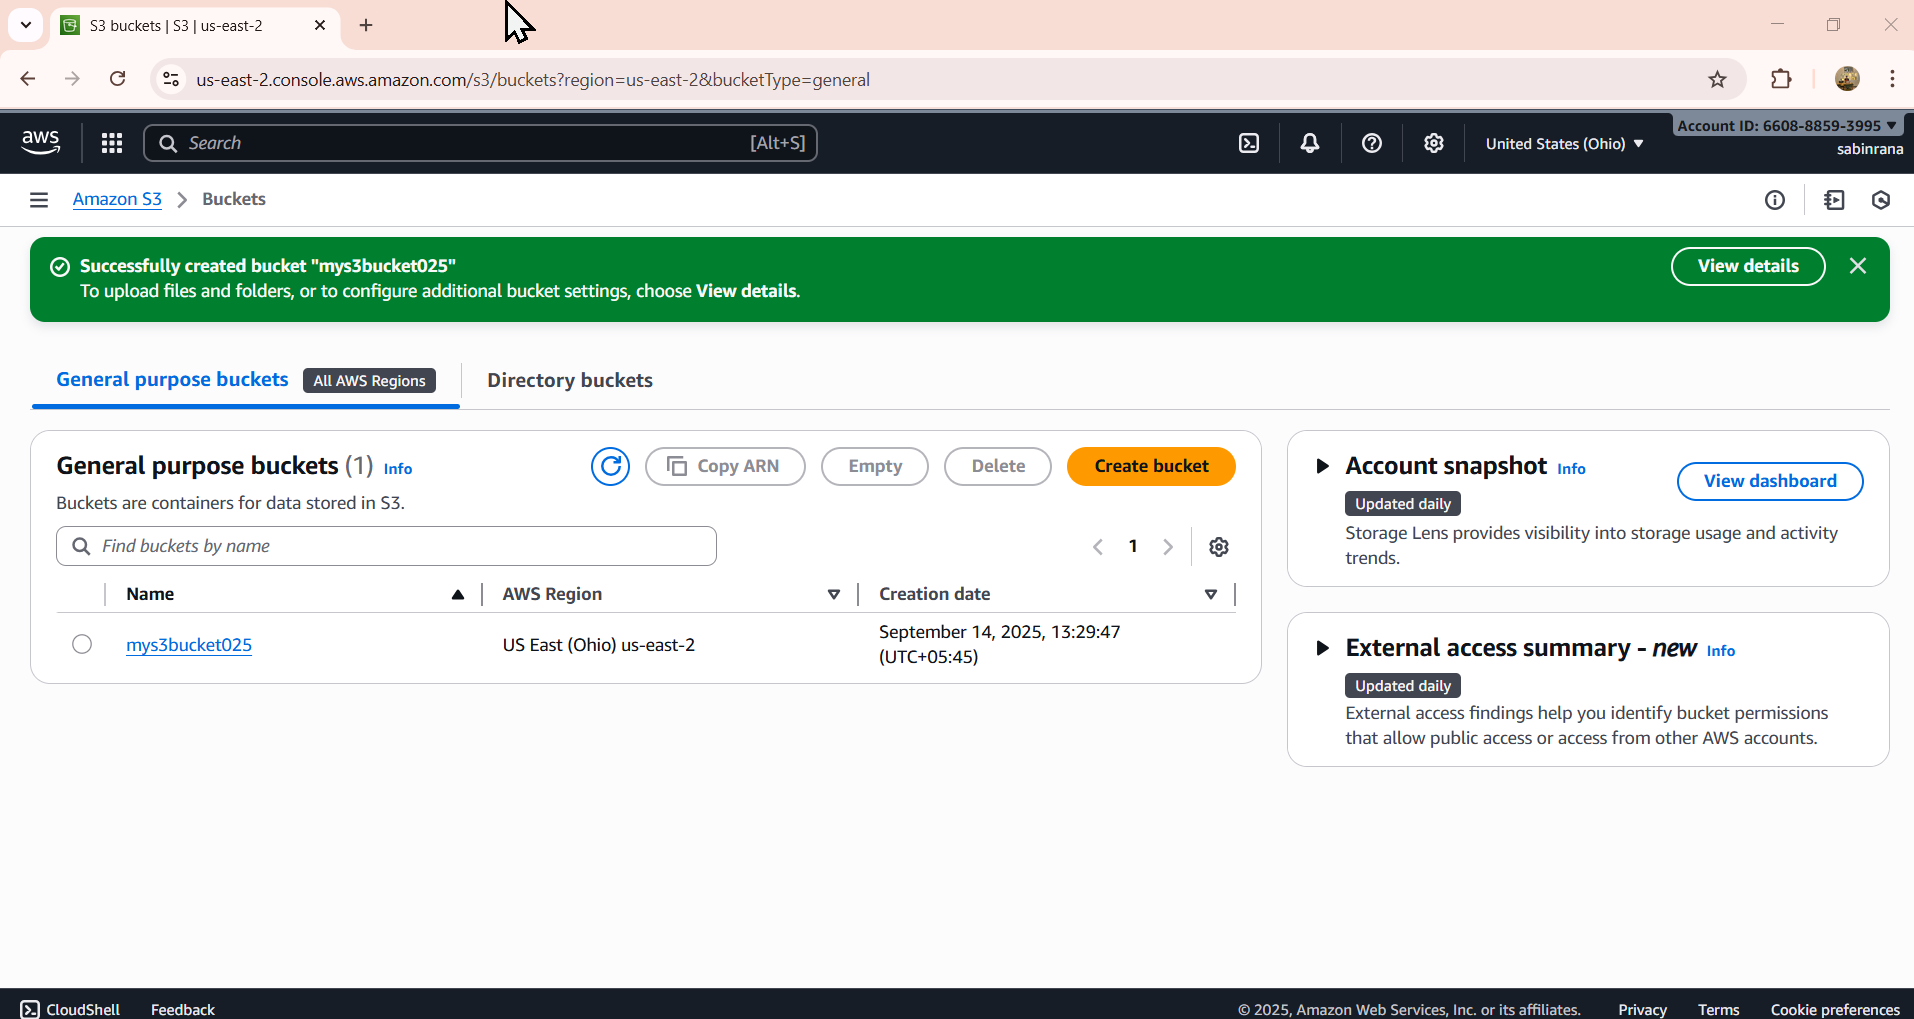 S3 buckets | S3 | us-east-2
us-east-2.console.aws.amazon.com/s3/buckets?region=us-east-2&bucketType=general
aws
Search
[Alt+S]
United States (Ohio)
Account ID: 6608-8859-3995
sabinrana
Amazon S3
Buckets
Successfully created bucket "mys3bucket025"
To upload files and folders, or to configure additional bucket settings, choose View details.
View details
General purpose buckets
All AWS Regions
Directory buckets
General purpose buckets (1) Info
Copy ARN
Empty
Delete
Create bucket
Buckets are containers for data stored in S3.
Find buckets by name
1
Name
AWS Region
Creation date
mys3bucket025
US East (Ohio) us-east-2
September 14, 2025, 13:29:47
(UTC+05:45)
Account snapshot Info
View dashboard
Updated daily
Storage Lens provides visibility into storage usage and activity
trends.
External access summary - new Info
Updated daily
External access findings help you identify bucket permissions
that allow public access or access from other AWS accounts.
CloudShell
Feedback
© 2025, Amazon Web Services, Inc. or its affiliates.
Privacy
Terms
Cookie preferences